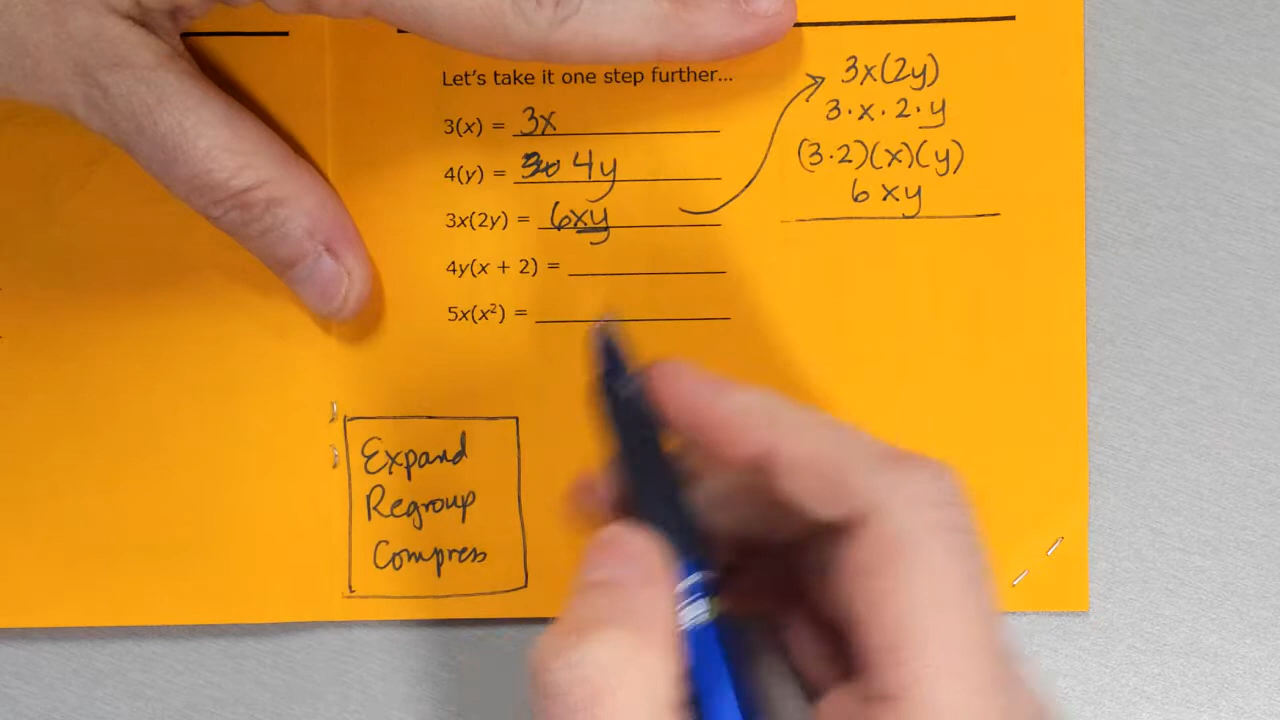 Let's take it one step further...
3(x) = 3x
4(y) = 4y
3x(2y) = 6xy
4y(x + 2) =
5x(x²) =
3x(2y)
3·x·2·y
(3·2)(x)(y)
6xy
Expand
Regroup
Compress